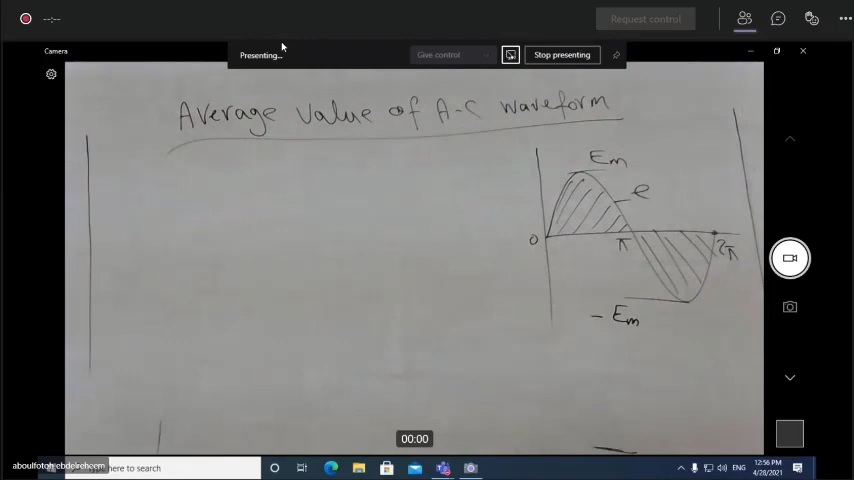 --:--
Request control
Camera
Presenting...
Give control
Stop presenting
Average value of A-C waveform
Em
e
0
π
2π
- Em
00:00
aboulfotoh ebdelreheem
here to search
ENG
12:56 PM
4/28/2021